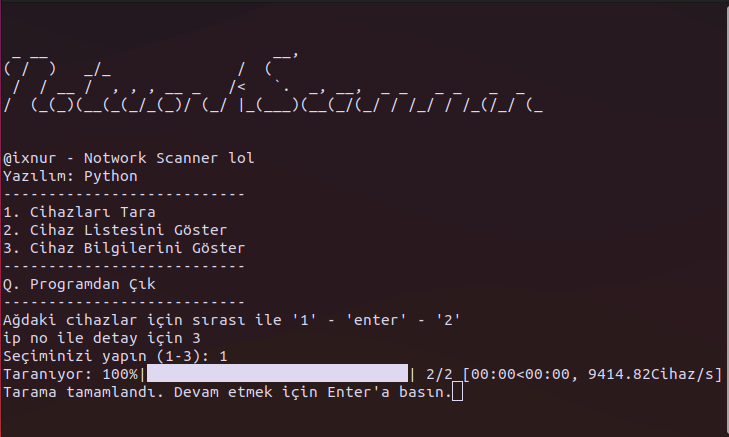 _ __                           __,
( /  )   _/_               /  (
 /  / __ /  , , , __ _   /<   `.  _, __,  _ _   _ _   _  _
/  (_(_)(__(_(_/_(_)/ (_/ |_(___)(__(_/(_/ / /_/ / /_(/_/ (_
@ixnur - Notwork Scanner lol
Yazılım: Python
---------------------------
1. Cihazları Tara
2. Cihaz Listesini Göster
3. Cihaz Bilgilerini Göster
---------------------------
Q. Programdan Çık
---------------------------
Ağdaki cihazlar için sırası ile '1' - 'enter' - '2'
ip no ile detay için 3
Seçiminizi yapın (1-3): 1
Taranıyor: 100%|█████████████████████████████| 2/2 [00:00<00:00, 9414.82Cihaz/s]
Tarama tamamlandı. Devam etmek için Enter'a basın.